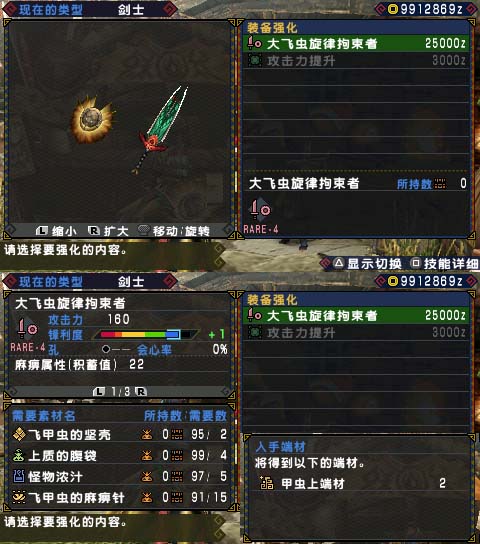 现在的类型 剑士
9912869z
装备强化
大飞虫旋律拘束者 25000z
攻击力提升 3000z
大飞虫旋律拘束者 所持数 0
RARE-4
L 缩小 R 扩大 移动/旋转
请选择要强化的内容。
△显示切换 □技能详细
现在的类型 剑士
9912869z
大飞虫旋律拘束者
攻击力 160
RARE-4
锋利度 +1
孔 ●―― 会心率 0%
麻痹属性(积蓄值) 22
L 1/3 R
需要素材名 所持数/需要数
飞甲虫的坚壳 0 95/ 2
上质的腹袋 0 99/ 4
怪物浓汁 0 97/ 5
飞甲虫的麻痹针 0 91/15
请选择要强化的内容。
装备强化
大飞虫旋律拘束者 25000z
攻击力提升 3000z
入手端材
将得到以下的端材。
甲虫上端材 2